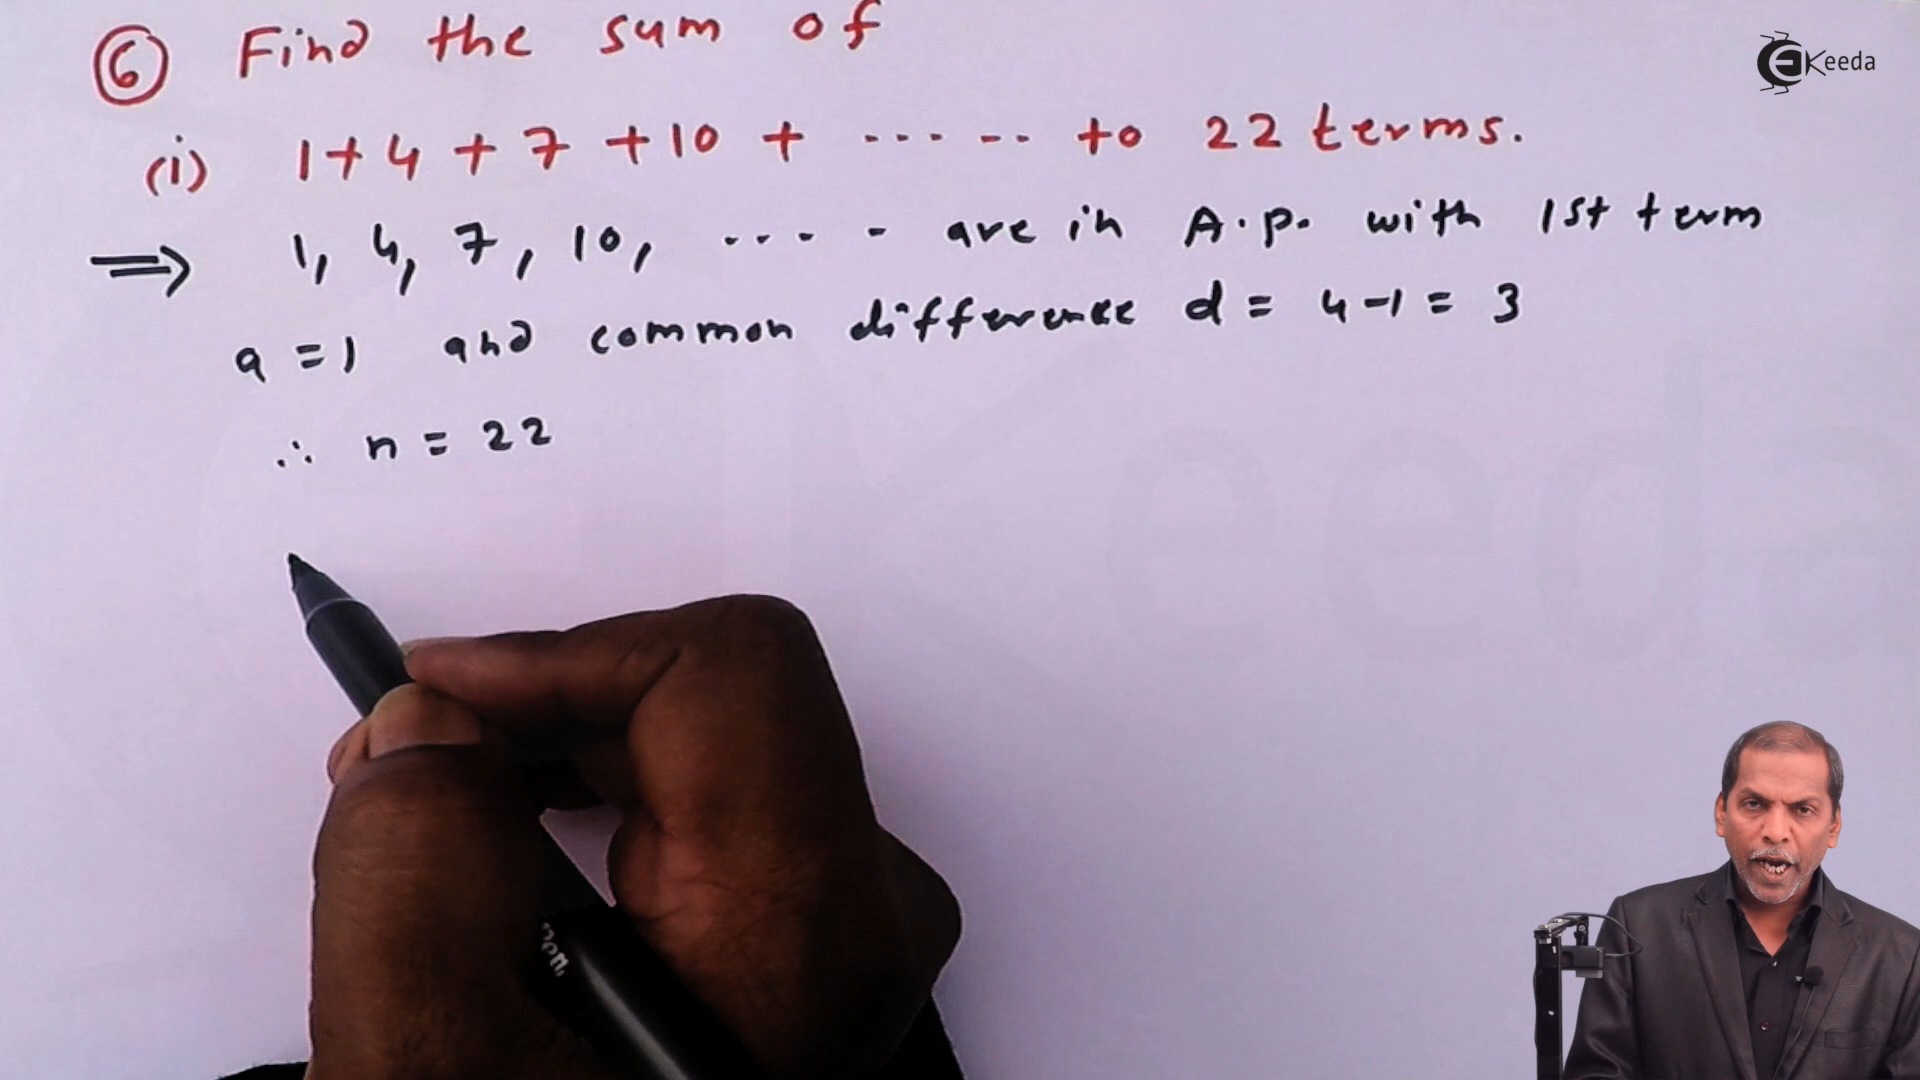 6 Find the sum of
EKeeda
(i) 1 + 4 + 7 + 10 + ...... to 22 terms.
⇒ 1, 4, 7, 10, .... are in A.P. with 1st term
a = 1 and common difference d = 4 - 1 = 3
∴ n = 22